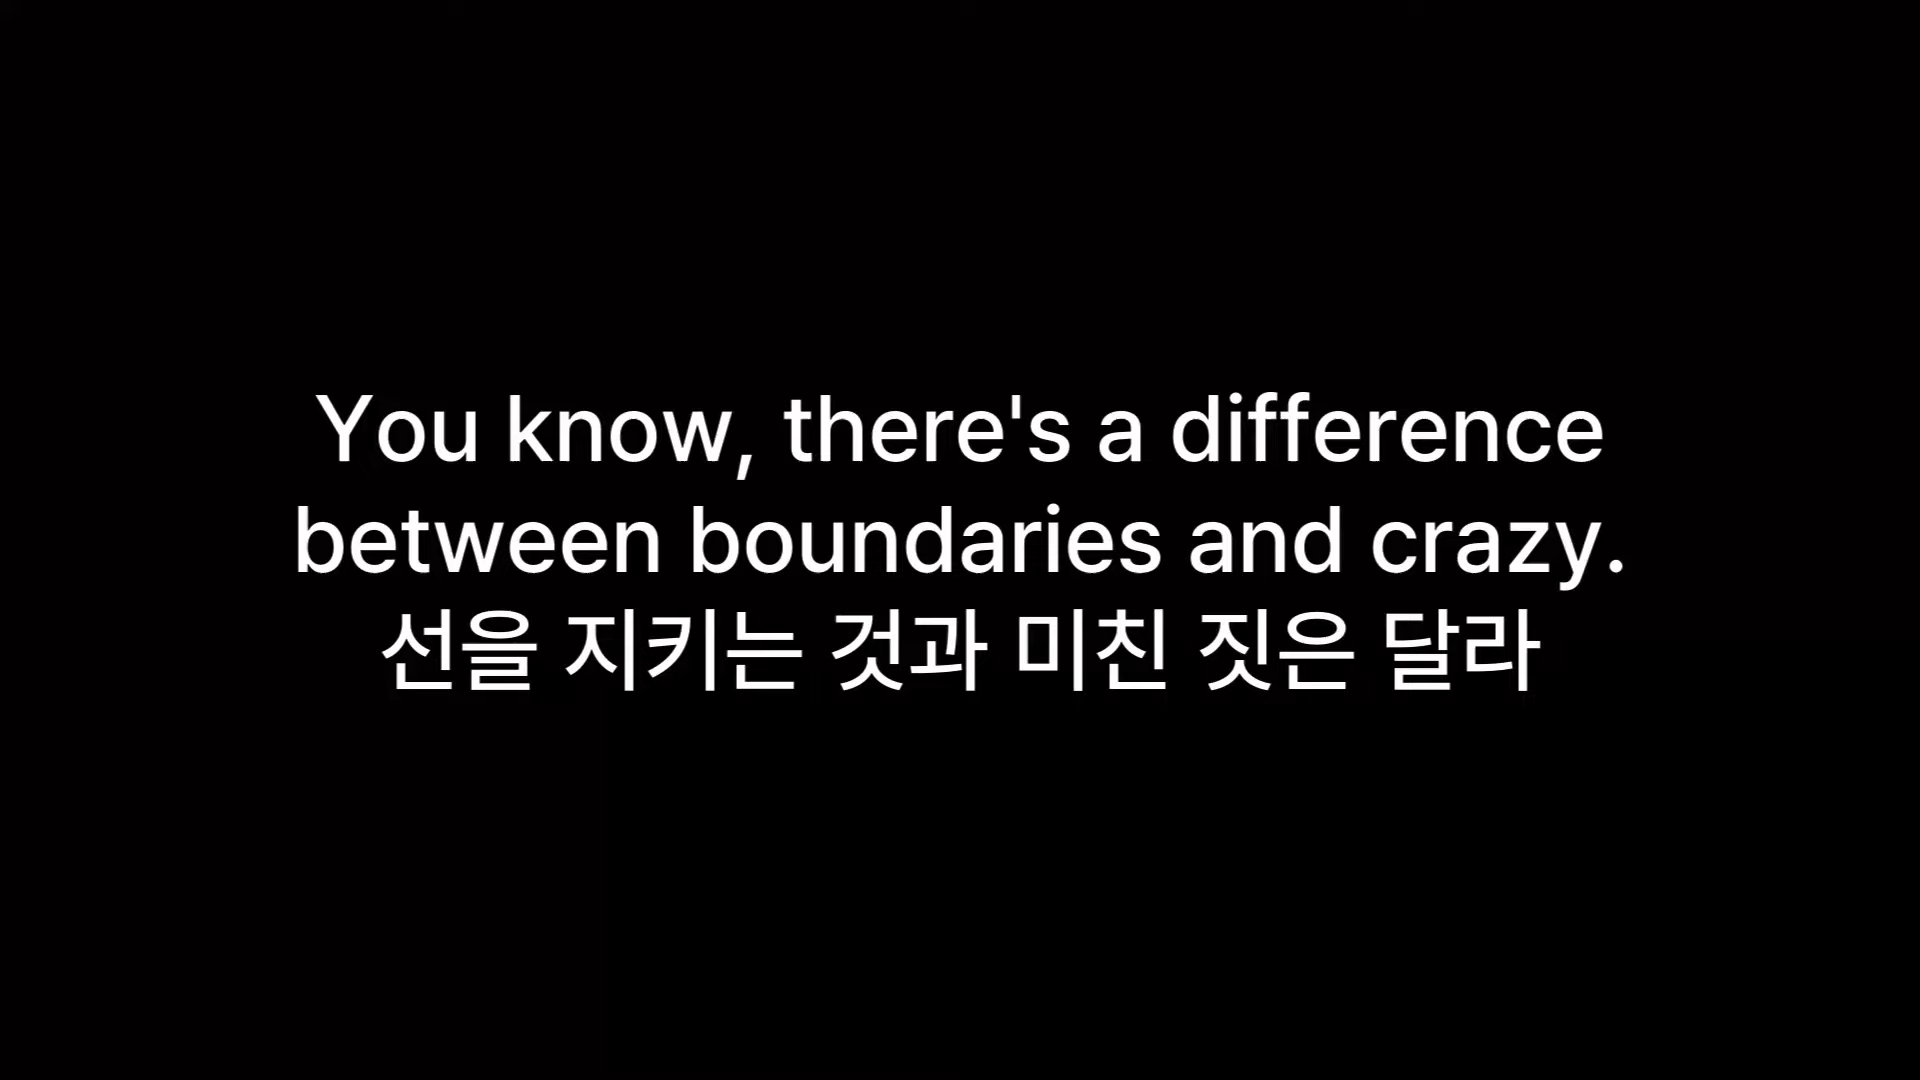 You know, there's a difference
between boundaries and crazy.
선을 지키는 것과 미친 짓은 달라